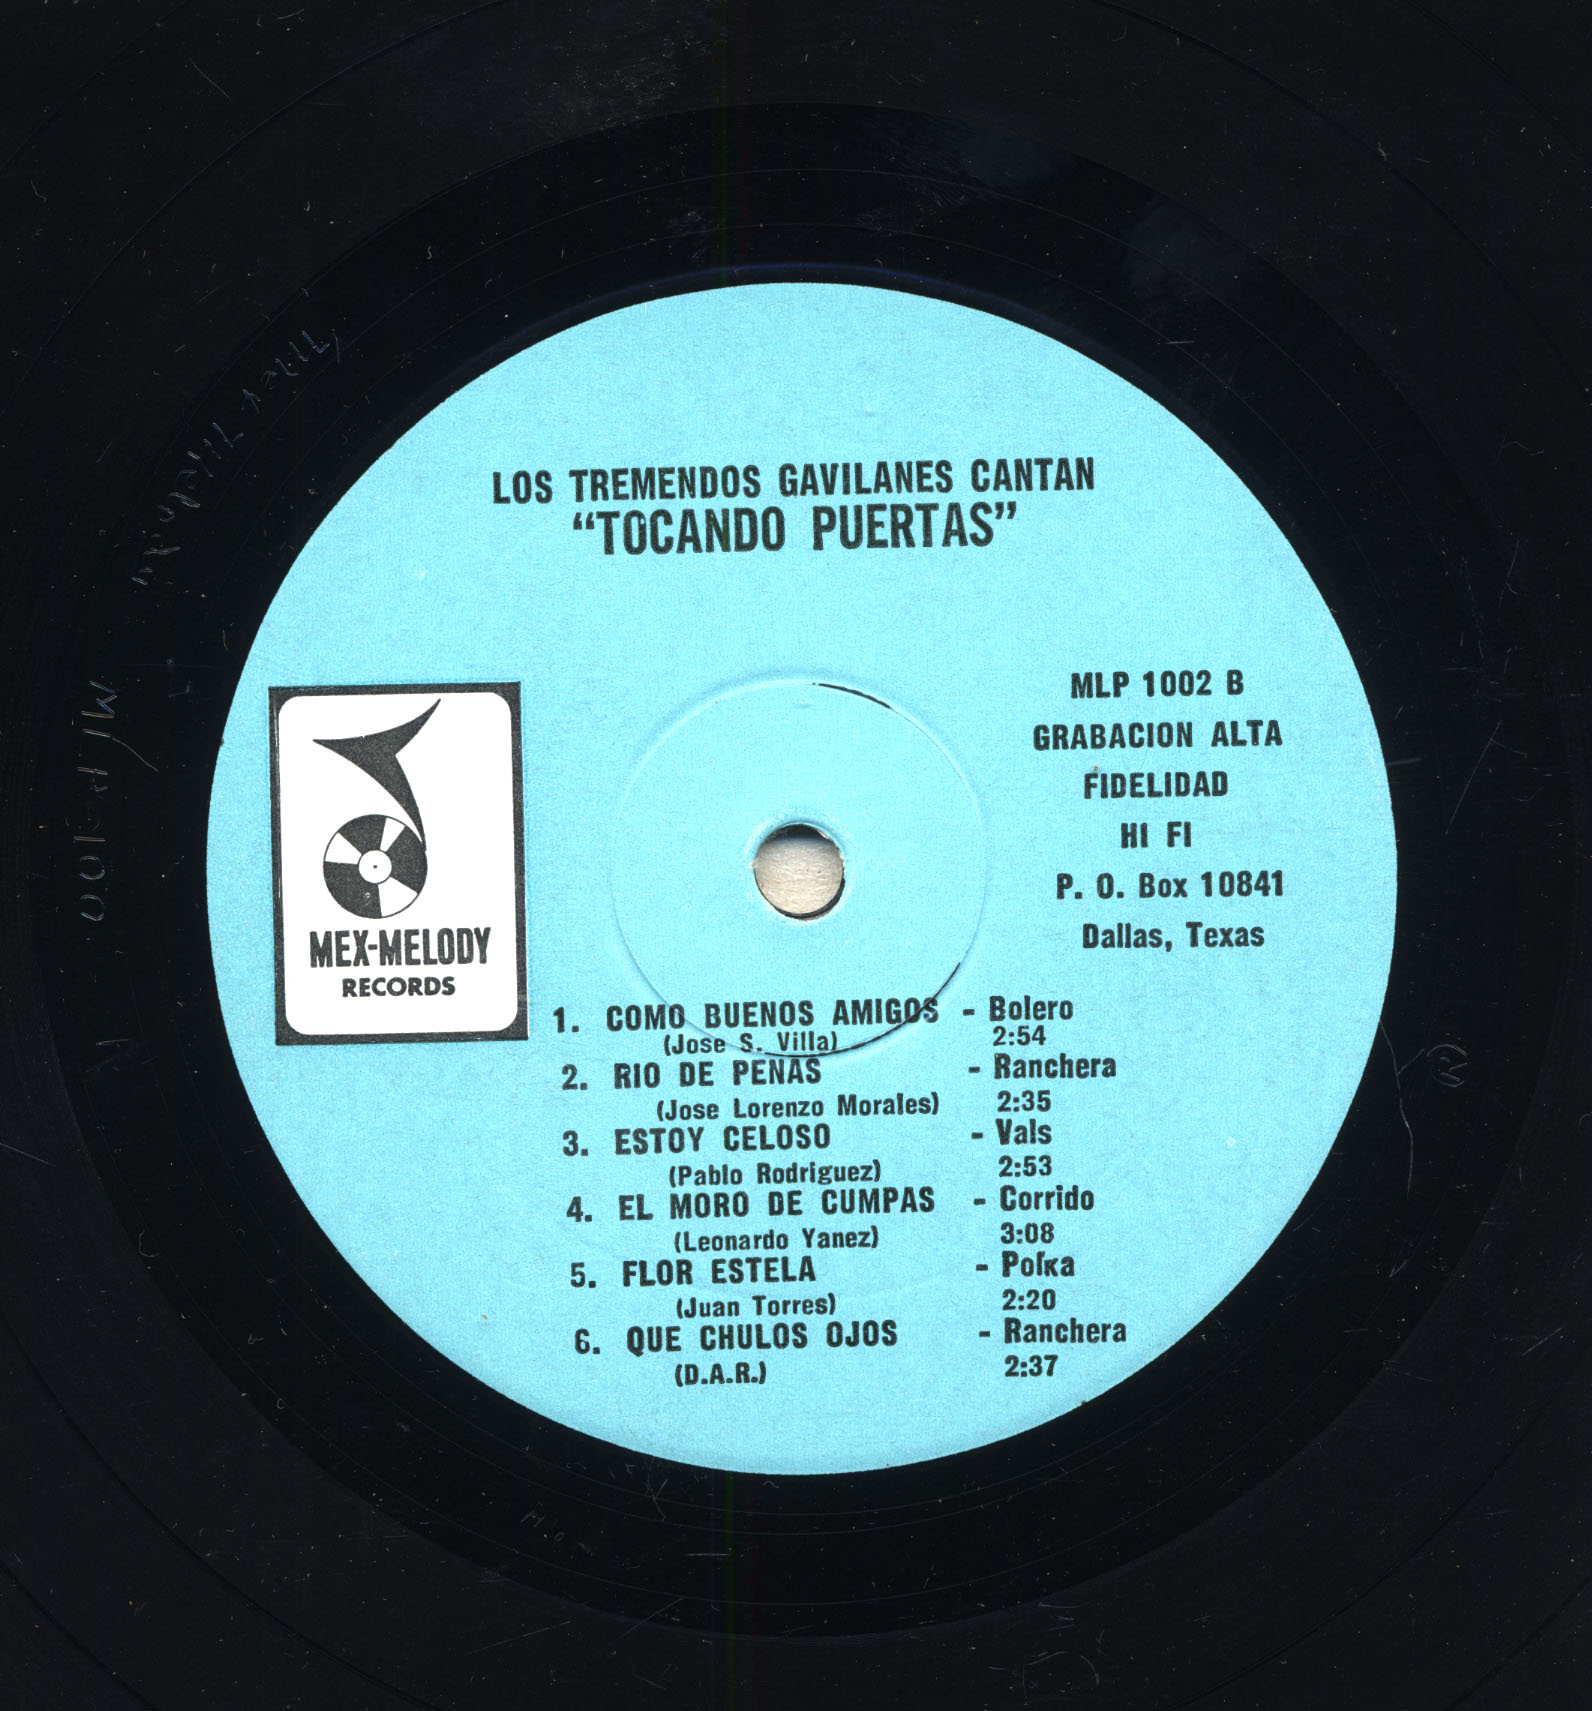 LOS TREMENDOS GAVILANES CANTAN
“TOCANDO PUERTAS”
MLP 1002 B
GRABACION ALTA
FIDELIDAD
HI FI
P. O. Box 10841
Dallas, Texas
MEX-MELODY
RECORDS
1. COMO BUENOS AMIGOS - Bolero
(Jose S. Villa) 2:54
2. RIO DE PENAS - Ranchera
(Jose Lorenzo Morales) 2:35
3. ESTOY CELOSO - Vals
(Pablo Rodriguez) 2:53
4. EL MORO DE CUMPAS - Corrido
(Leonardo Yanez) 3:08
5. FLOR ESTELA - Polka
(Juan Torres) 2:20
6. QUE CHULOS OJOS - Ranchera
(D.A.R.) 2:37